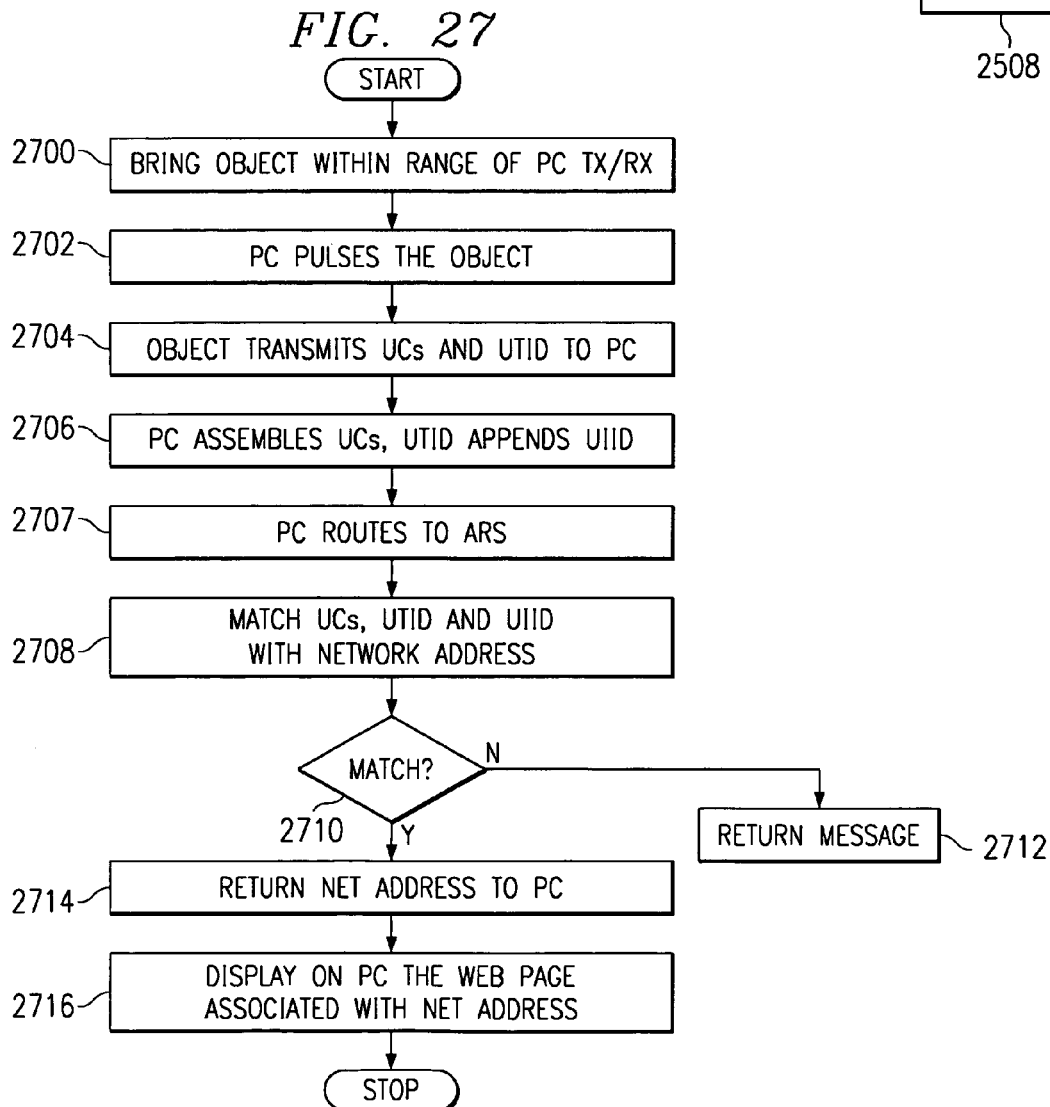 FIG. 27
2508
START
2700
BRING OBJECT WITHIN RANGE OF PC TX/RX
2702
PC PULSES THE OBJECT
2704
OBJECT TRANSMITS UCs AND UTID TO PC
2706
PC ASSEMBLES UCs, UTID APPENDS UIID
2707
PC ROUTES TO ARS
2708
MATCH UCs, UTID AND UIID
WITH NETWORK ADDRESS
MATCH?
N
2710
Y
RETURN MESSAGE
2712
2714
RETURN NET ADDRESS TO PC
2716
DISPLAY ON PC THE WEB PAGE
ASSOCIATED WITH NET ADDRESS
STOP